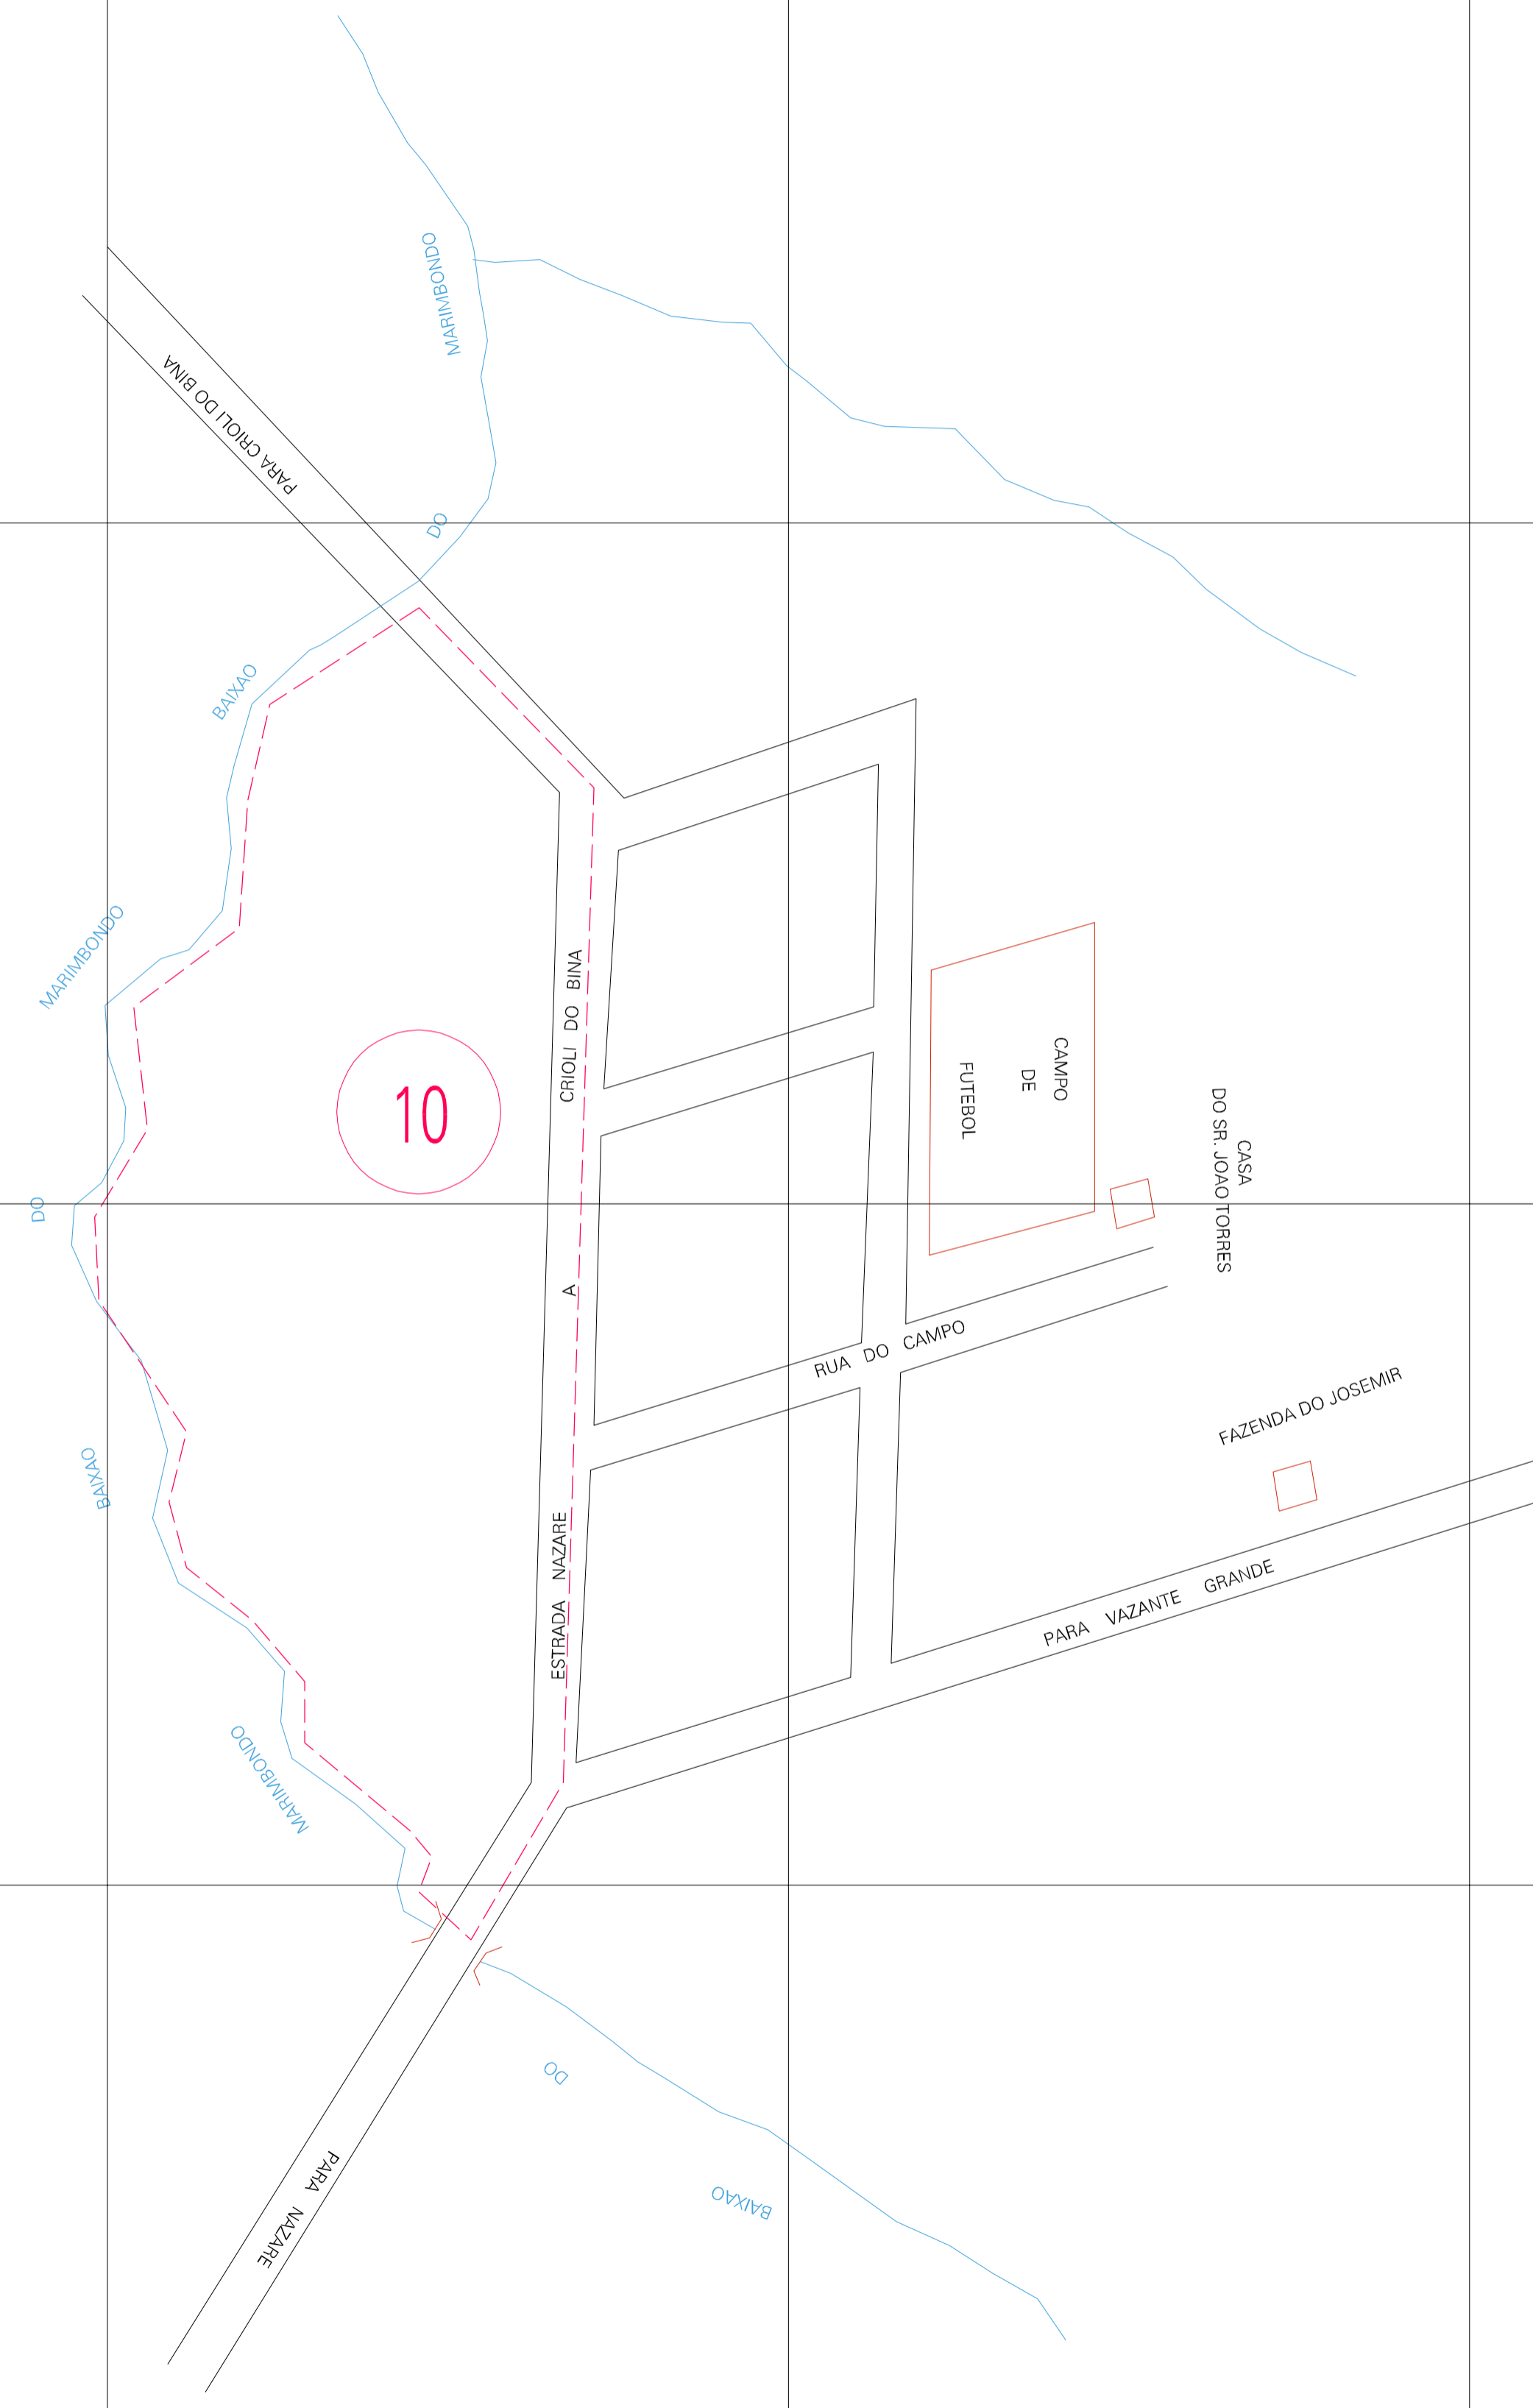 MARIMBONDO
PARA CRIOLI DO BINA
DO
BAIXAO
MARIMBONDO
DO
BAIXAO
MARIMBONDO
10
ESTRADA NAZARE A CRIOLI DO BINA
CAMPO
DE
FUTEBOL
CASA
DO SR. JOAO TORRES
RUA DO CAMPO
FAZENDA DO JOSEMIR
PARA VAZANTE GRANDE
DO
BAIXAO
PARA NAZARE